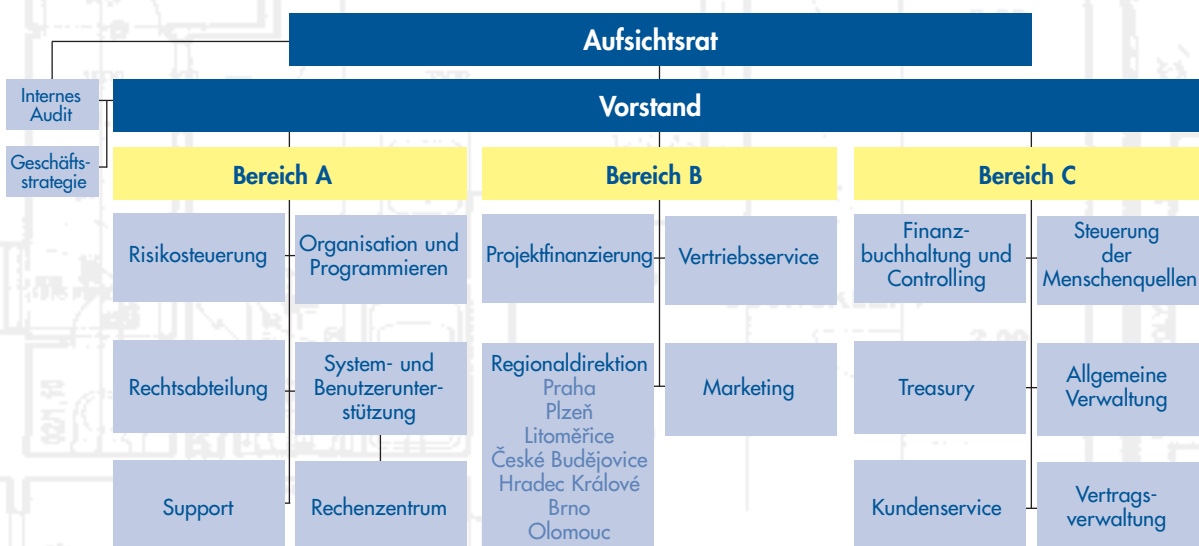 Aufsichtsrat
Internes
Audit
Vorstand
Geschäfts-
strategie
Bereich A
Bereich B
Bereich C
Risikosteuerung
Organisation und
Programmieren
Projektfinanzierung
Vertriebsservice
Finanz-
buchhaltung und
Controlling
Steuerung
der
Menschenquellen
Rechtsabteilung
System- und
Benutzerunter-
stützung
Regionaldirektion
Praha
Plzeň
Litoměřice
České Budějovice
Hradec Králové
Brno
Olomouc
Marketing
Treasury
Allgemeine
Verwaltung
Support
Rechenzentrum
Kundenservice
Vertrags-
verwaltung